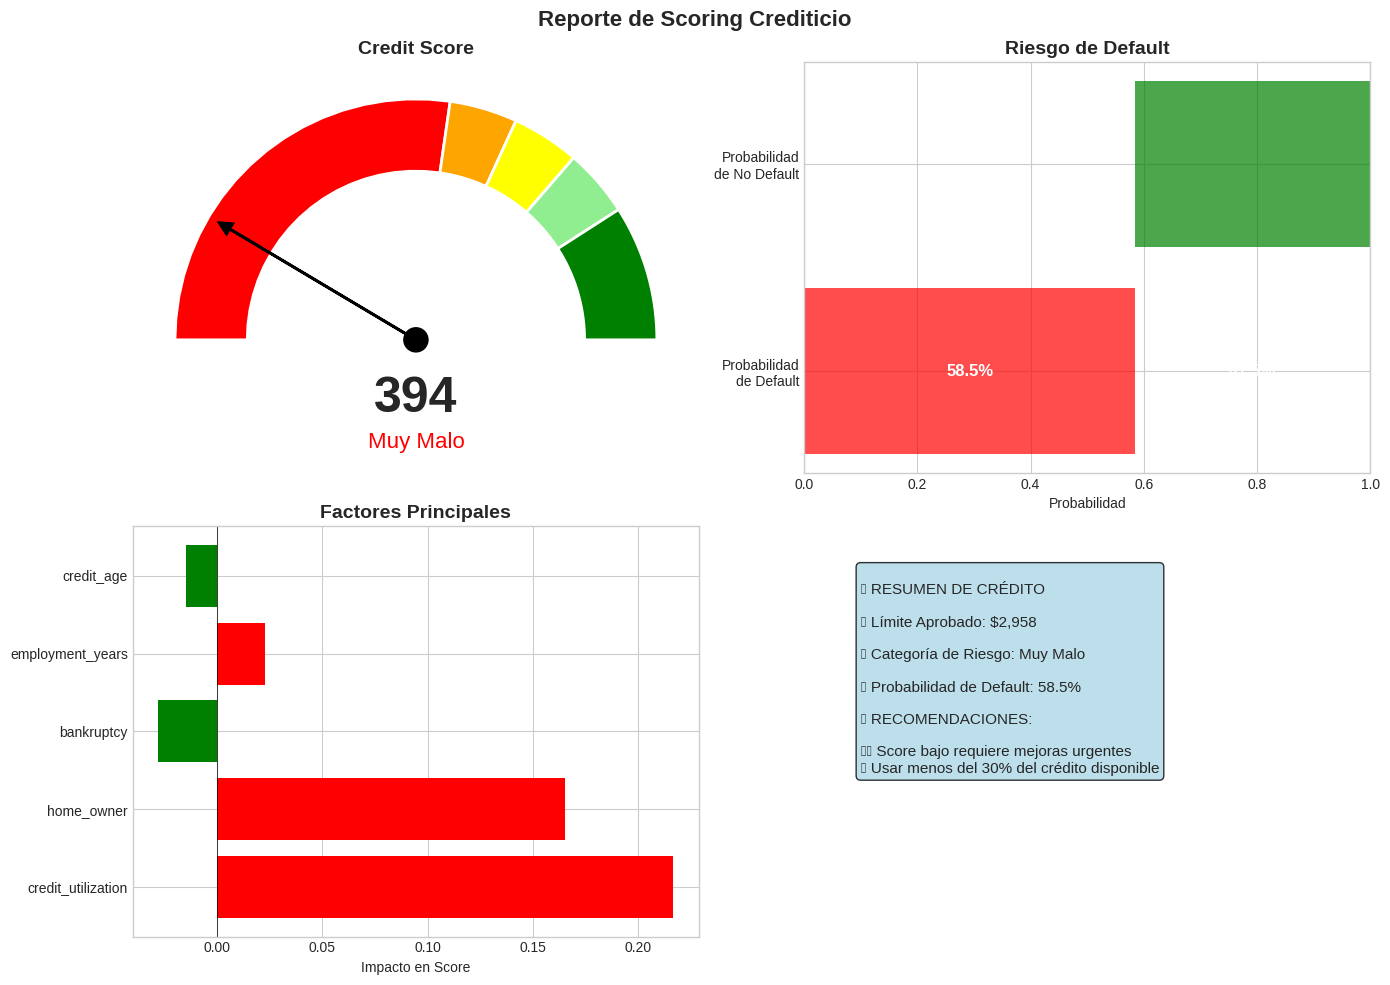 Reporte de Scoring Crediticio
Credit Score
394
Muy Malo
Riesgo de Default
Probabilidad
de No Default
Probabilidad
de Default
58.5%
0.0 0.2 0.4 0.6 0.8 1.0
Probabilidad
Factores Principales
credit_age
employment_years
bankruptcy
home_owner
credit_utilization
0.00 0.05 0.10 0.15 0.20
Impacto en Score
RESUMEN DE CRÉDITO
Límite Aprobado: $2,958
Categoría de Riesgo: Muy Malo
Probabilidad de Default: 58.5%
RECOMENDACIONES:
Score bajo requiere mejoras urgentes
Usar menos del 30% del crédito disponible